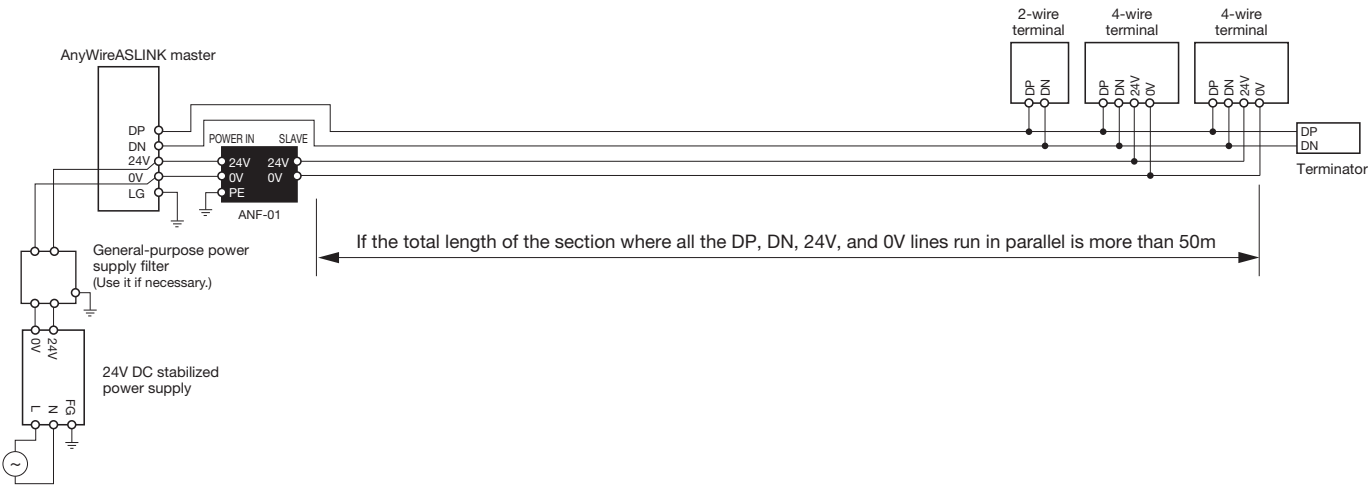 2-wire
terminal
4-wire
terminal
4-wire
terminal
AnyWireASLINK master
DP
DN
DP
DN
24V
0V
DP
DN
24V
0V
DP
DN
24V
0V
LG
POWER IN
SLAVE
24V
0V
PE
24V
0V
ANF-01
DP
DN
Terminator
If the total length of the section where all the DP, DN, 24V, and 0V lines run in parallel is more than 50m
General-purpose power
supply filter
(Use it if necessary.)
0V
24V
24V DC stabilized
power supply
L
N
FG
~